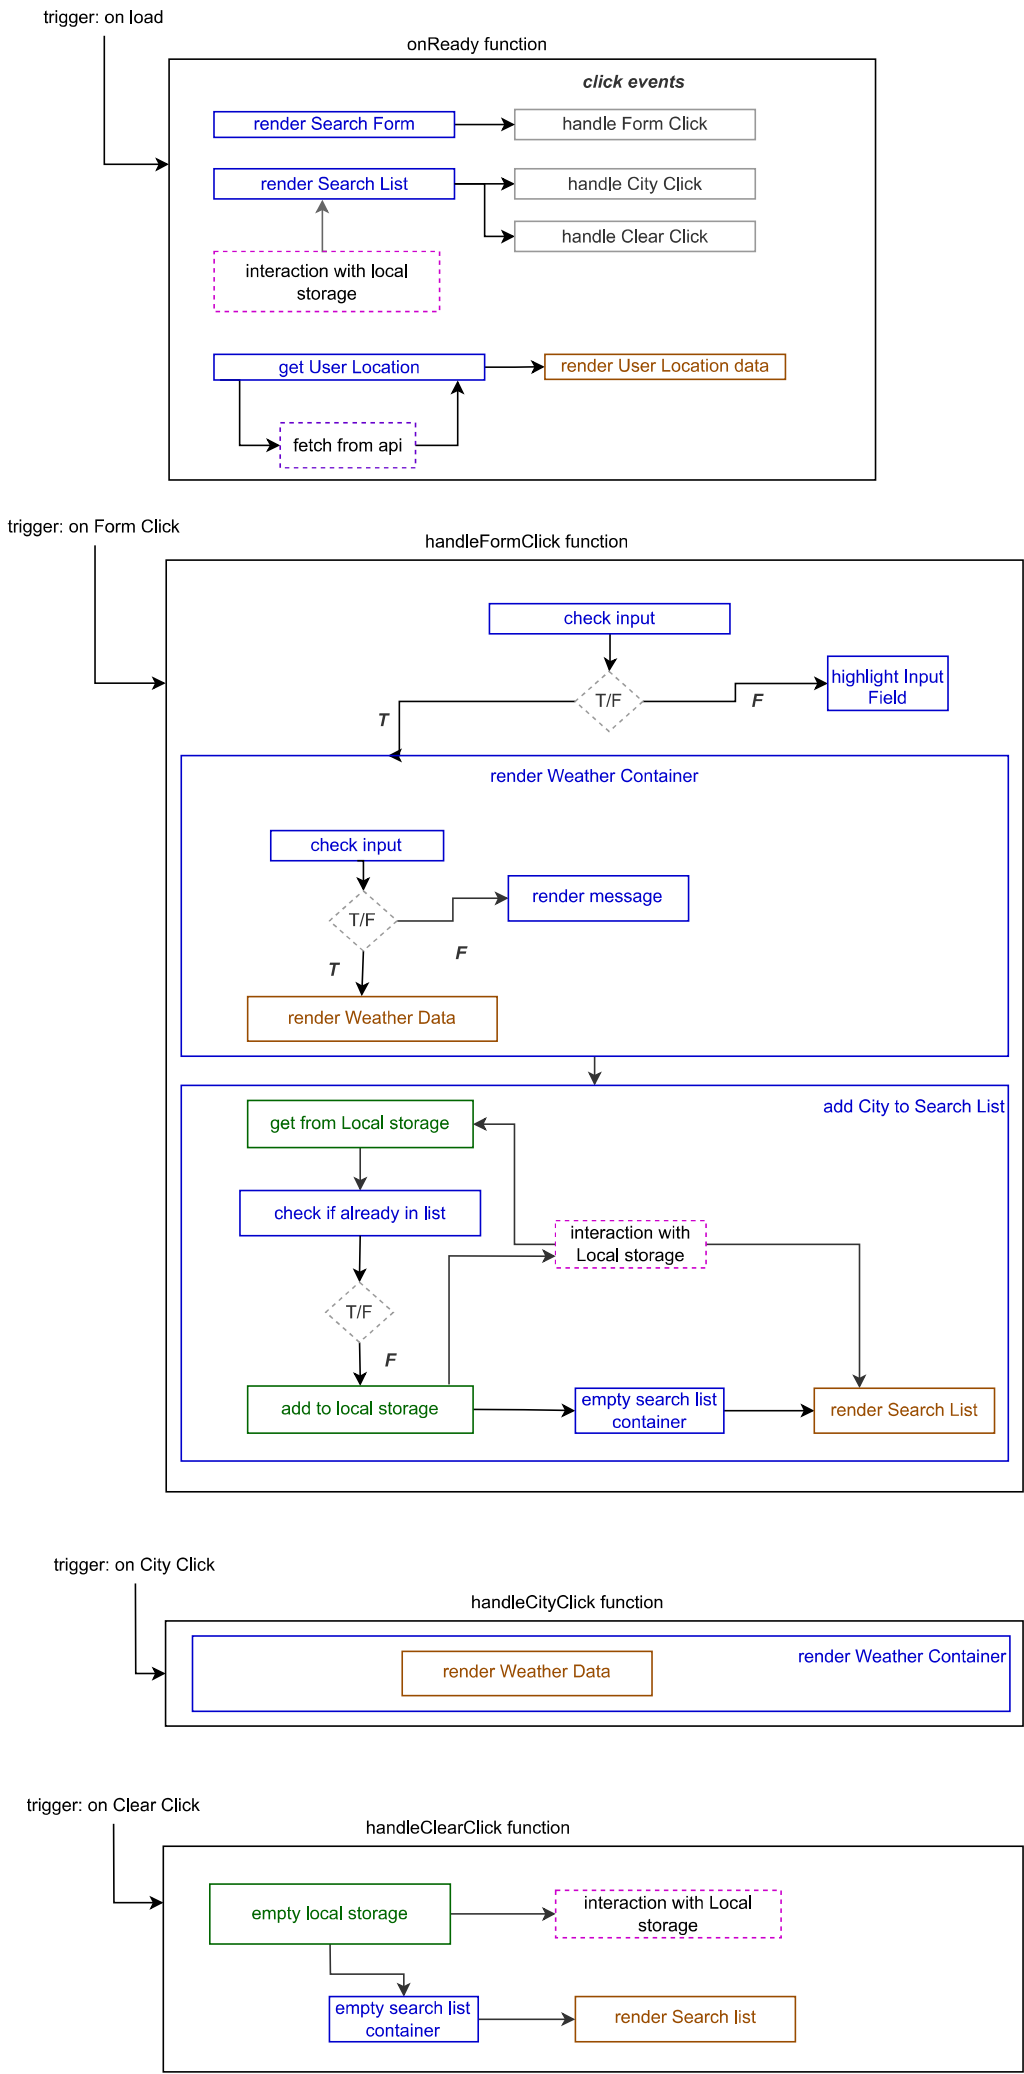 trigger: on load
onReady function
click events
render Search Form
handle Form Click
render Search List
handle City Click
handle Clear Click
interaction with local
storage
get User Location
render User Location data
fetch from api
trigger: on Form Click
handleFormClick function
check input
T/F
highlight Input
Field
T
F
render Weather Container
check input
T/F
render message
F
T
render Weather Data
add City to Search List
get from Local storage
check if already in list
interaction with
Local storage
T/F
F
add to local storage
empty search list
container
render Search List
trigger: on City Click
handleCityClick function
render Weather Container
render Weather Data
trigger: on Clear Click
handleClearClick function
empty local storage
interaction with Local
storage
empty search list
container
render Search list